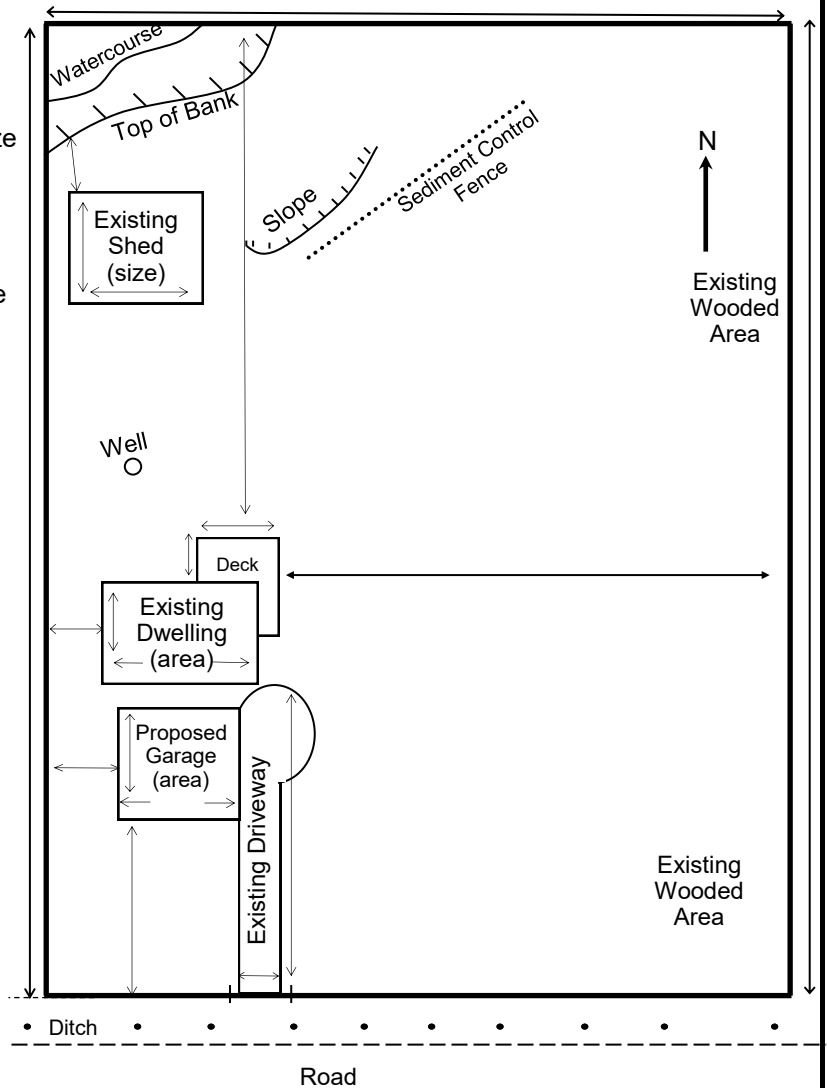 Watercourse
Top of Bank
ze
N
Sediment Control
Fence
Slope
Existing
Shed
(size)
e
Existing
Wooded
Area
Well
Deck
Existing
Dwelling
(area)
Proposed
Garage
(area)
Existing Driveway
Existing
Wooded
Area
Ditch
Road